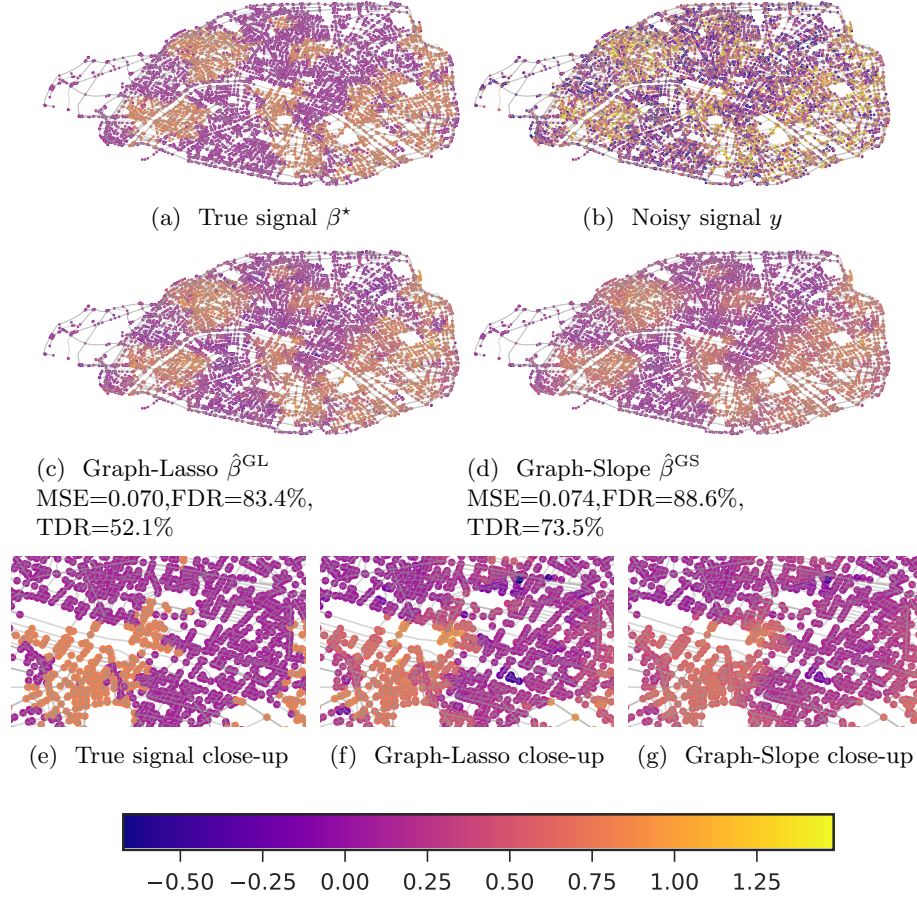 (a) True signal β⋆
(b) Noisy signal y
(c) Graph-Lasso β̂^GL
MSE=0.070,FDR=83.4%,
TDR=52.1%
(d) Graph-Slope β̂^GS
MSE=0.074,FDR=88.6%,
TDR=73.5%
(e) True signal close-up
(f) Graph-Lasso close-up
(g) Graph-Slope close-up
−0.50 −0.25 0.00 0.25 0.50 0.75 1.00 1.25